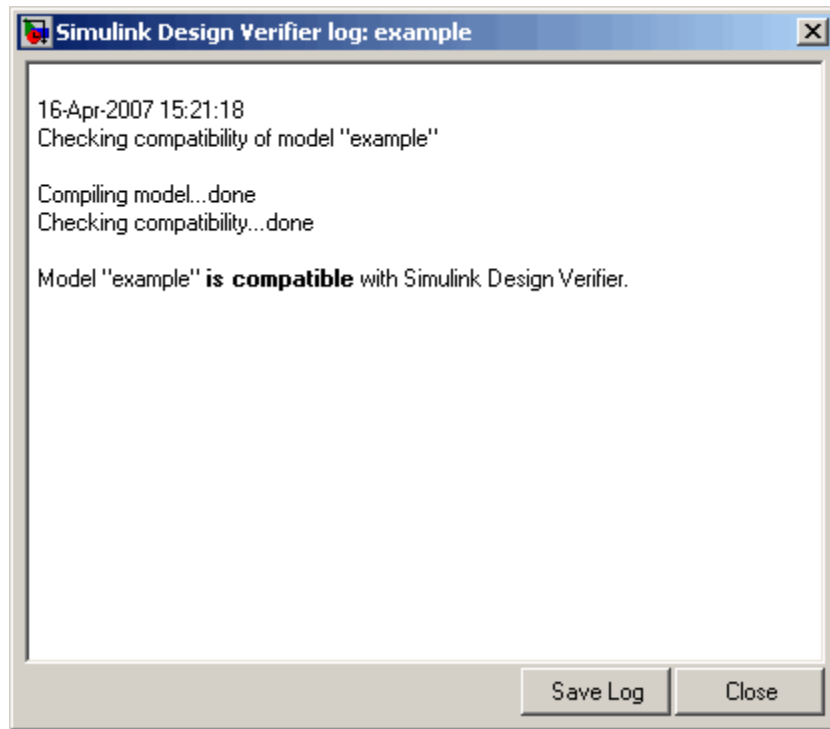 Simulink Design Verifier log: example
16-Apr-2007 15:21:18
Checking compatibility of model "example"
Compiling model...done
Checking compatibility...done
Model "example" is compatible with Simulink Design Verifier.
Save Log
Close